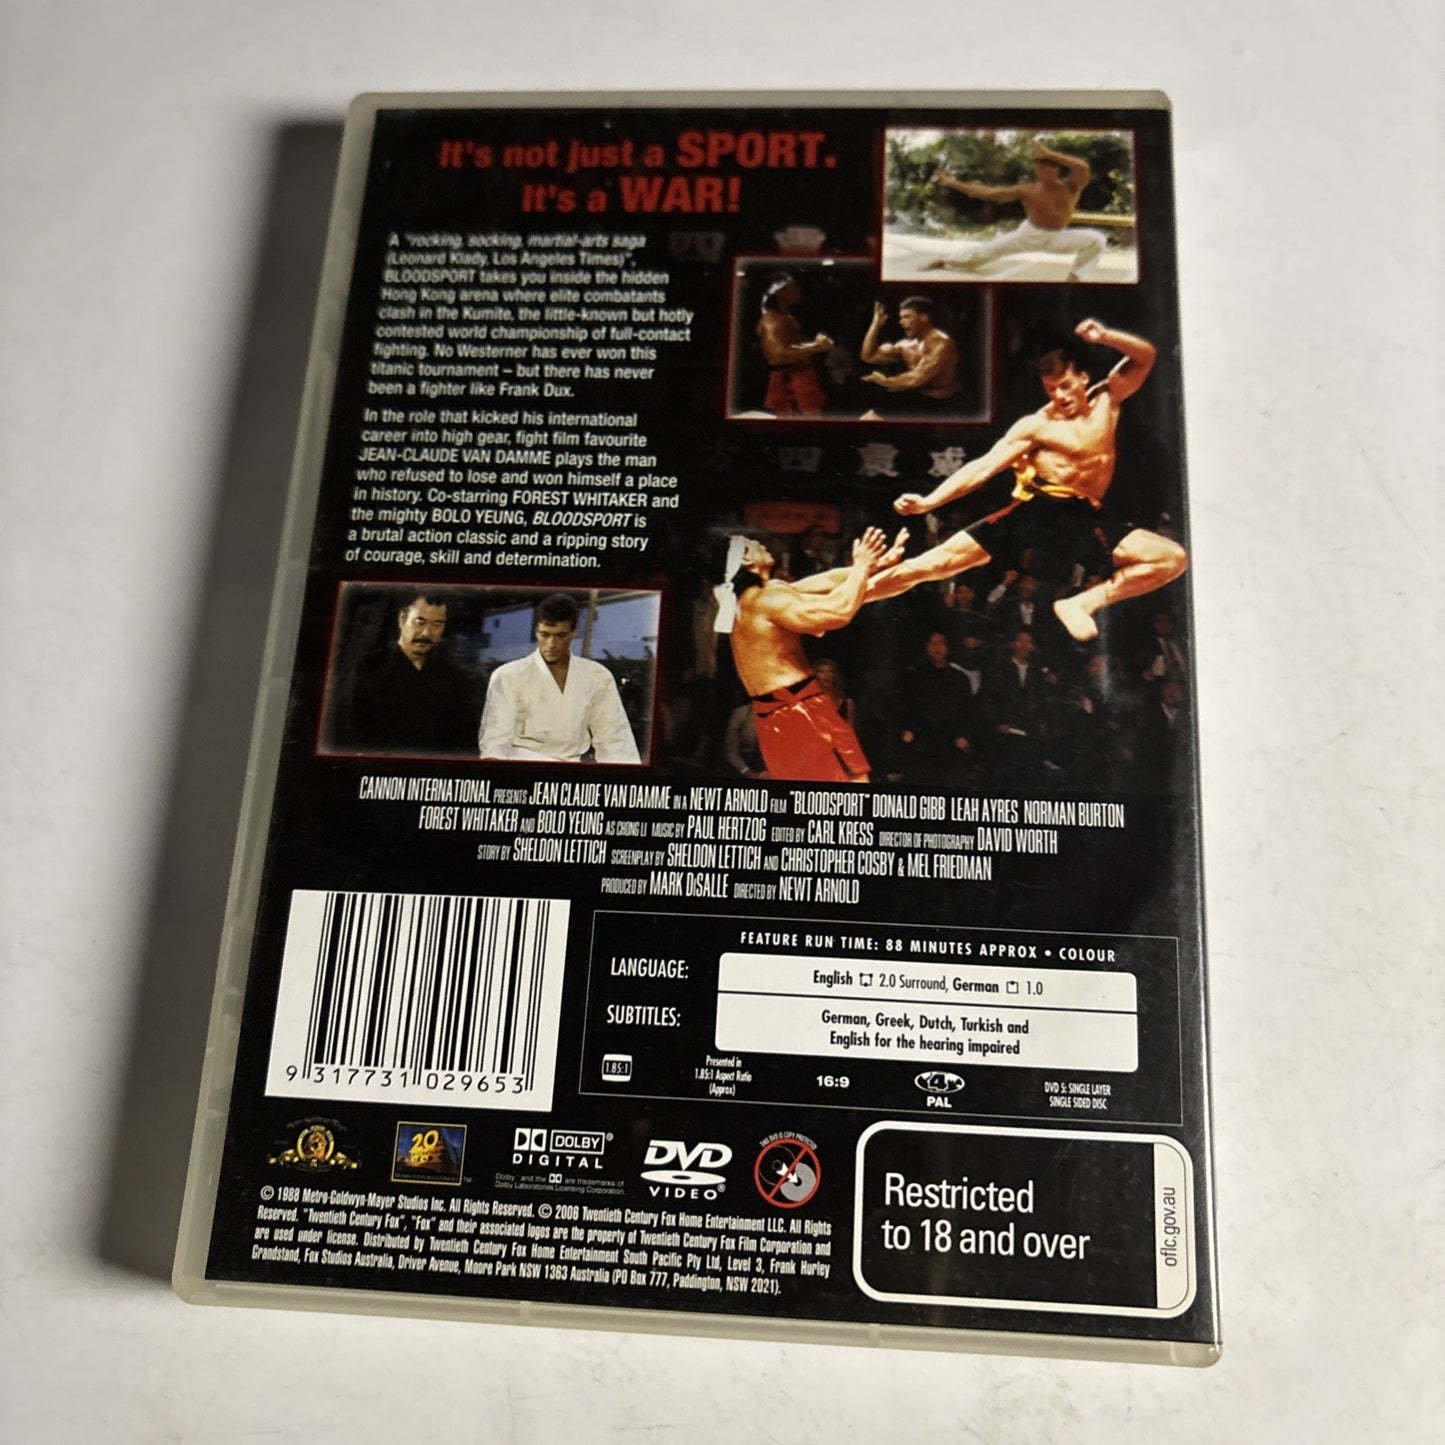 It's not just a SPORT.
It's a WAR!
A "rocking, socking, martial-arts saga
(Leonard Klady, Los Angeles Times)",
BLOODSPORT takes you inside the hidden
Hong Kong arena where elite combatants
clash in the Kumite, the little-known but hotly
contested world championship of full-contact
fighting. No Westerner has ever won this
titanic tournament – but there has never
been a fighter like Frank Dux.
In the role that kicked his international
career into high gear, fight film favourite
JEAN-CLAUDE VAN DAMME plays the man
who refused to lose and won himself a place
in history. Co-starring FOREST WHITAKER and
the mighty BOLO YEUNG, BLOODSPORT is
a brutal action classic and a ripping story
of courage, skill and determination.
CANNON INTERNATIONAL PRESENTS JEAN CLAUDE VAN DAMME IN A NEWT ARNOLD FILM "BLOODSPORT" DONALD GIBB LEAH AYRES NORMAN BURTON
FOREST WHITAKER AND BOLO YEUNG AS CHONG LI MUSIC BY PAUL HERTZOG EDITED BY CARL KRESS DIRECTOR OF PHOTOGRAPHY DAVID WORTH
STORY BY SHELDON LETTICH SCREENPLAY BY SHELDON LETTICH AND CHRISTOPHER COSBY & MEL FRIEDMAN
PRODUCED BY MARK DiSALLE DIRECTED BY NEWT ARNOLD
9 317731 029653
FEATURE RUN TIME: 88 MINUTES APPROX • COLOUR
LANGUAGE:
English 2.0 Surround, German 1.0
SUBTITLES:
German, Greek, Dutch, Turkish and
English for the hearing impaired
1.85:1
Presented in
1.85:1 Aspect Ratio
(Approx)
16:9
4
PAL
DVD 5: SINGLE LAYER
SINGLE SIDED DISC
20
DOLBY
DIGITAL
Dolby and the are trademarks of
Dolby Laboratories Licensing Corporation.
DVD
VIDEO
THIS DVD IS COPY PROTECTED
Restricted
to 18 and over
oflc.gov.au
© 1988 Metro-Goldwyn-Mayer Studios Inc. All Rights Reserved. © 2006 Twentieth Century Fox Home Entertainment LLC. All Rights
Reserved. "Twentieth Century Fox", "Fox" and their associated logos are the property of Twentieth Century Fox Film Corporation and
are used under license. Distributed by Twentieth Century Fox Home Entertainment South Pacific Pty Ltd, Level 3, Frank Hurley
Grandstand, Fox Studios Australia, Driver Avenue, Moore Park NSW 1363 Australia (PO Box 777, Paddington, NSW 2021).